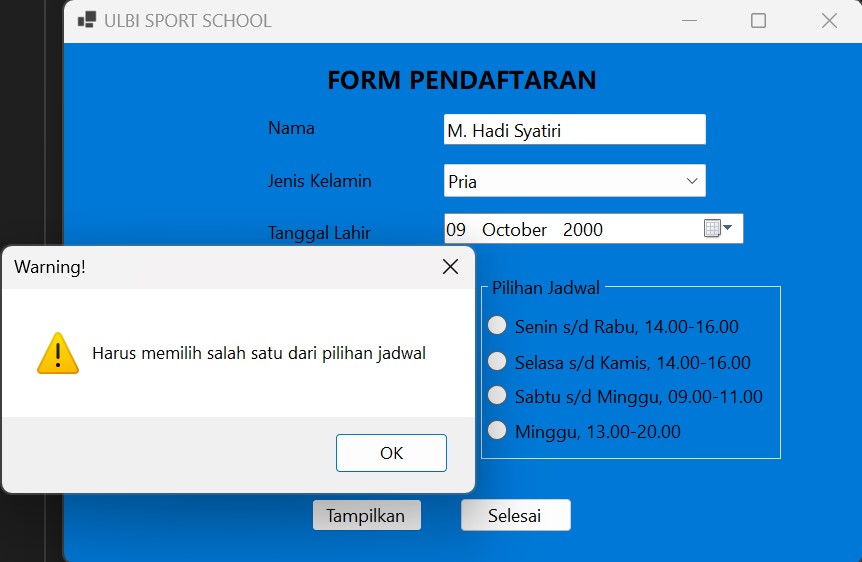 ULBI SPORT SCHOOL
FORM PENDAFTARAN
Nama
M. Hadi Syatiri
Jenis Kelamin
Pria
Tanggal Lahir
09 October 2000
Warning!
Harus memilih salah satu dari pilihan jadwal
OK
Pilihan Jadwal
Senin s/d Rabu, 14.00-16.00
Selasa s/d Kamis, 14.00-16.00
Sabtu s/d Minggu, 09.00-11.00
Minggu, 13.00-20.00
Tampilkan
Selesai